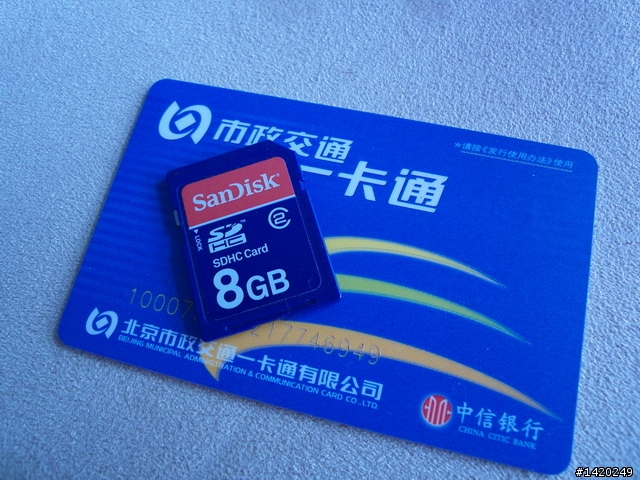 市政交通
一卡通
*请按《发行使用办法》使用
SanDisk
LOCK
SDHC Card
8GB
10007
217746949
北京市政交通一卡通有限公司
BEIJING MUNICIPAL ADMINISTRATION & COMMUNICATION CARD CO.,LTD.
中信银行
CHINA CITIC BANK
#1420249